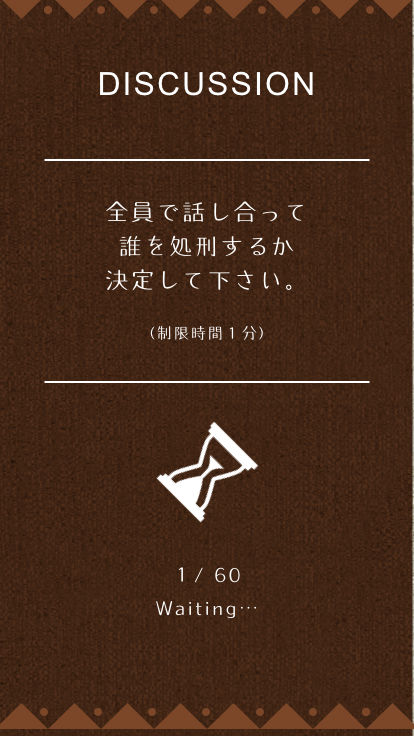 DISCUSSION
全員で話し合って
誰を処刑するか
決定して下さい。
(制限時間1分)
1 / 60
Waiting…